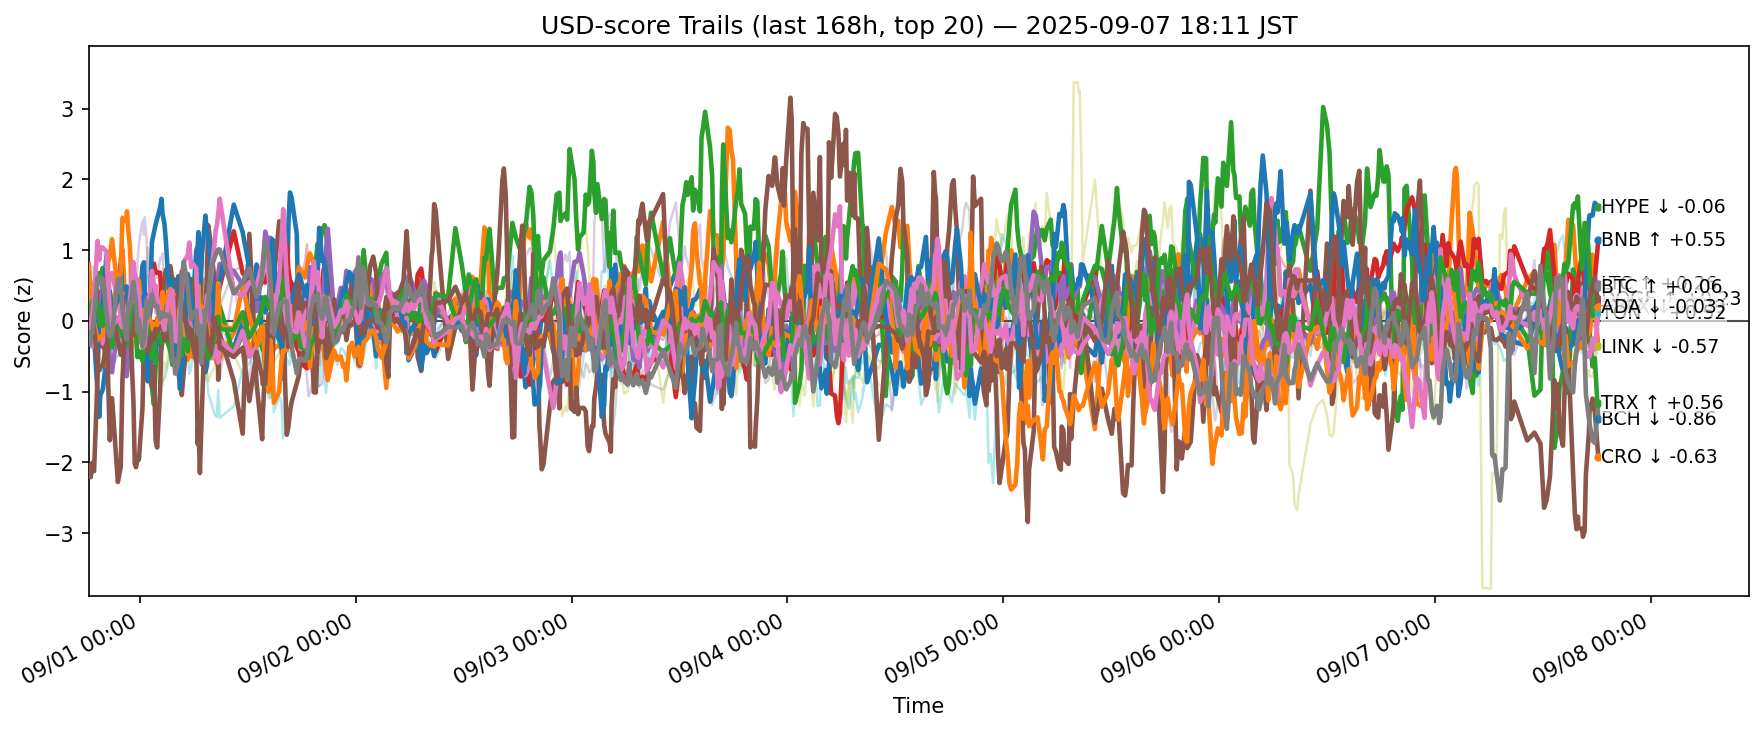 USD-score Trails (last 168h, top 20) — 2025-09-07 18:11 JST
Score (z)
3
2
1
0
−1
−2
−3
HYPE ↓ -0.06
BNB ↑ +0.55
BTC ↑ +0.06
ADA ↓ -0.03
LINK ↓ -0.57
TRX ↑ +0.56
BCH ↓ -0.86
CRO ↓ -0.63
09/01 00:00
09/02 00:00
09/03 00:00
09/04 00:00
09/05 00:00
09/06 00:00
09/07 00:00
09/08 00:00
Time